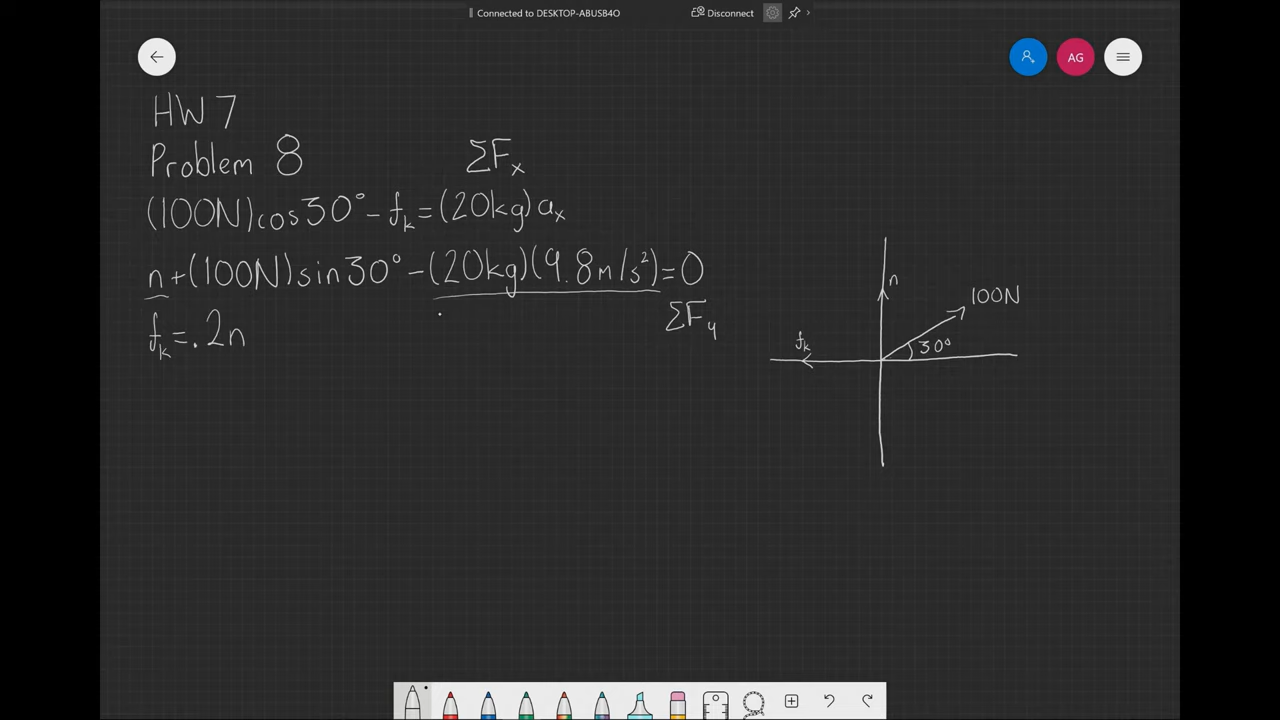 Connected to DESKTOP-ABUSB4O
Disconnect
AG
HW 7
Problem 8
ΣFₓ
(100N)cos30° - fₖ = (20kg)aₓ
n+(100N)sin30° - (20kg)(9.8m/s²)=0
ΣFᵧ
fₖ = .2n
n
100N
fₖ
30°